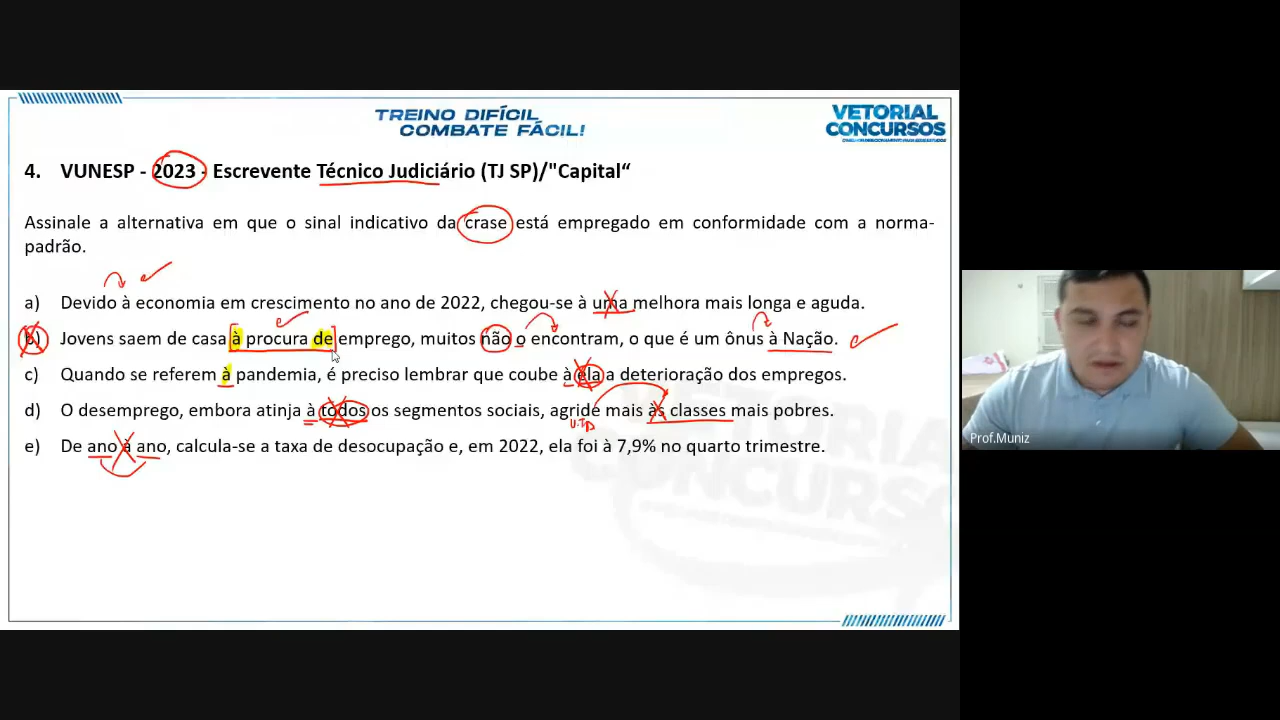 TREINO DIFÍCIL
COMBATE FÁCIL!
VETORIAL
CONCURSOS
4. VUNESP - 2023 - Escrevente Técnico Judiciário (TJ SP)/"Capital“
Assinale a alternativa em que o sinal indicativo da crase está empregado em conformidade com a norma-
padrão.
a) Devido à economia em crescimento no ano de 2022, chegou-se à uma melhora mais longa e aguda.
b) Jovens saem de casa à procura de emprego, muitos não o encontram, o que é um ônus à Nação.
c) Quando se referem à pandemia, é preciso lembrar que coube à ela a deterioração dos empregos.
d) O desemprego, embora atinja à todos os segmentos sociais, agride mais às classes mais pobres.
V.T.D
e) De ano à ano, calcula-se a taxa de desocupação e, em 2022, ela foi à 7,9% no quarto trimestre.
VETORIAL
CONCURSOS
Prof.Muniz